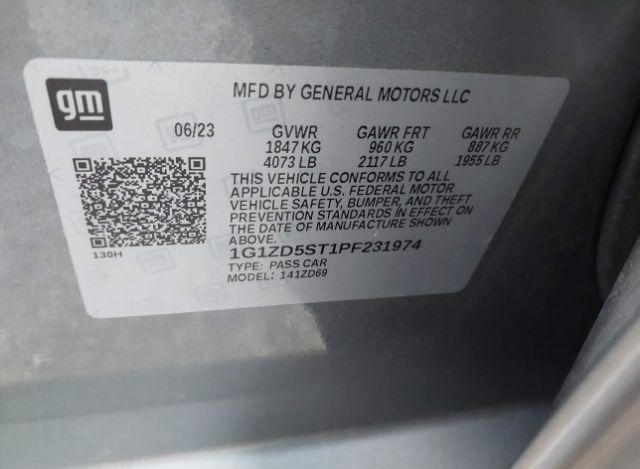 gm
MFD BY GENERAL MOTORS LLC
06/23 GVWR GAWR FRT GAWR RR
1847 KG 960 KG 887 KG
4073 LB 2117 LB 1955 LB
THIS VEHICLE CONFORMS TO ALL
APPLICABLE U.S. FEDERAL MOTOR
VEHICLE SAFETY, BUMPER, AND THEFT
PREVENTION STANDARDS IN EFFECT ON
THE DATE OF MANUFACTURE SHOWN
ABOVE.
130H
1G1ZD5ST1PF231974
TYPE: PASS CAR
MODEL: 141ZD69